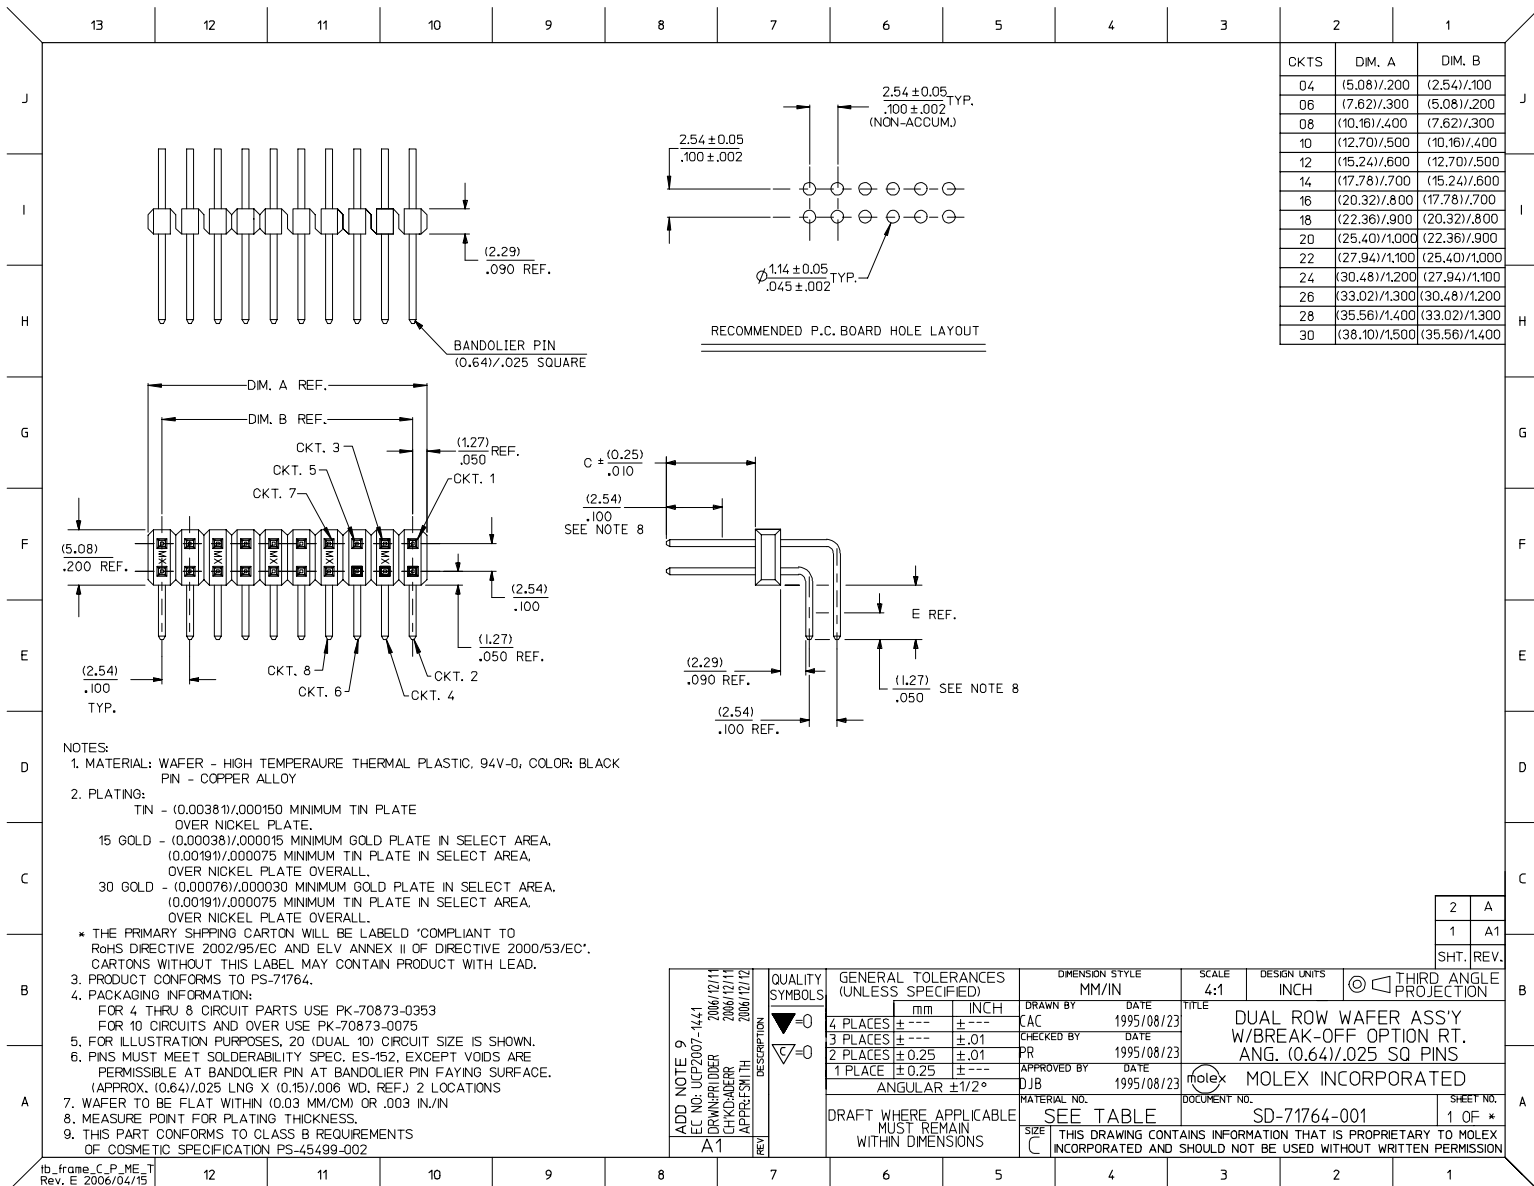 13 12 11 10 9 8 7 6 5 4 3 2 1
J
I
H
G
F
E
D
C
B
A
J
I
H
G
F
E
D
C
B
A
CKTS DIM. A DIM. B
04 (5.08)/.200 (2.54)/.100
06 (7.62)/.300 (5.08)/.200
08 (10.16)/.400 (7.62)/.300
10 (12.70)/.500 (10.16)/.400
12 (15.24)/.600 (12.70)/.500
14 (17.78)/.700 (15.24)/.600
16 (20.32)/.800 (17.78)/.700
18 (22.36)/.900 (20.32)/.800
20 (25.40)/1.000 (22.36)/.900
22 (27.94)/1.100 (25.40)/1.000
24 (30.48)/1.200 (27.94)/1.100
26 (33.02)/1.300 (30.48)/1.200
28 (35.56)/1.400 (33.02)/1.300
30 (38.10)/1.500 (35.56)/1.400
(2.29)
.090 REF.
BANDOLIER PIN
(0.64)/.025 SQUARE
2.54 ±0.05
.100 ±.002 TYP.
(NON-ACCUM.)
2.54 ±0.05
.100 ±.002
Ø 1.14 ±0.05
.045 ±.002 TYP.
RECOMMENDED P.C. BOARD HOLE LAYOUT
DIM. A REF.
DIM. B REF.
(1.27)
.050 REF.
CKT. 3
CKT. 5
CKT. 7
CKT. 1
(5.08)
.200 REF.
MX MX MX MX
(2.54)
.100
(1.27)
.050 REF.
(2.54)
.100
TYP.
CKT. 8
CKT. 6
CKT. 2
CKT. 4
C ± (0.25)
.010
(2.54)
.100
SEE NOTE 8
E REF.
(2.29)
.090 REF.
(1.27)
.050 SEE NOTE 8
(2.54)
.100 REF.
NOTES:
1. MATERIAL: WAFER - HIGH TEMPERAURE THERMAL PLASTIC, 94V-0, COLOR: BLACK
PIN - COPPER ALLOY
2. PLATING:
TIN - (0.00381)/.000150 MINIMUM TIN PLATE
OVER NICKEL PLATE.
15 GOLD - (0.00038)/.000015 MINIMUM GOLD PLATE IN SELECT AREA,
(0.00191)/.000075 MINIMUM TIN PLATE IN SELECT AREA,
OVER NICKEL PLATE OVERALL.
30 GOLD - (0.00076)/.000030 MINIMUM GOLD PLATE IN SELECT AREA.
(0.00191)/.000075 MINIMUM TIN PLATE IN SELECT AREA,
OVER NICKEL PLATE OVERALL.
* THE PRIMARY SHPPING CARTON WILL BE LABELD "COMPLIANT TO
RoHS DIRECTIVE 2002/95/EC AND ELV ANNEX II OF DIRECTIVE 2000/53/EC".
CARTONS WITHOUT THIS LABEL MAY CONTAIN PRODUCT WITH LEAD.
3. PRODUCT CONFORMS TO PS-71764.
4. PACKAGING INFORMATION:
FOR 4 THRU 8 CIRCUIT PARTS USE PK-70873-0353
FOR 10 CIRCUITS AND OVER USE PK-70873-0075
5. FOR ILLUSTRATION PURPOSES, 20 (DUAL 10) CIRCUIT SIZE IS SHOWN.
6. PINS MUST MEET SOLDERABILITY SPEC. ES-152, EXCEPT VOIDS ARE
PERMISSIBLE AT BANDOLIER PIN AT BANDOLIER PIN FAYING SURFACE.
(APPROX. (0.64)/.025 LNG X (0.15)/.006 WD. REF.) 2 LOCATIONS
7. WAFER TO BE FLAT WITHIN (0.03 MM/CM) OR .003 IN./IN
8. MEASURE POINT FOR PLATING THICKNESS.
9. THIS PART CONFORMS TO CLASS B REQUIREMENTS
OF COSMETIC SPECIFICATION PS-45499-002
2 A
1 A1
SHT. REV.
ADD NOTE 9
EC NO: UCP2007-1441
DRWN:PRIDDER 2006/12/11
CH'KD:ADERR 2006/12/11
APPR:FSMITH 2006/12/12
A1
DESCRIPTION
REV
QUALITY
SYMBOLS
=0
C =0
GENERAL TOLERANCES
(UNLESS SPECIFIED)
mm INCH
4 PLACES ± --- ± ---
3 PLACES ± --- ± .01
2 PLACES ± 0.25 ± .01
1 PLACE ± 0.25 ± .01
ANGULAR ±1/2°
DRAFT WHERE APPLICABLE
MUST REMAIN
WITHIN DIMENSIONS
DIMENSION STYLE
MM/IN
SCALE
4:1
DESIGN UNITS
INCH
THIRD ANGLE
PROJECTION
DRAWN BY DATE
CAC 1995/08/23
CHECKED BY DATE
PR 1995/08/23
APPROVED BY DATE
DJB 1995/08/23
TITLE
DUAL ROW WAFER ASS'Y
W/BREAK-OFF OPTION RT.
ANG. (0.64)/.025 SQ PINS
molex MOLEX INCORPORATED
MATERIAL NO.
SEE TABLE
DOCUMENT NO.
SD-71764-001
SHEET NO.
1 OF *
SIZE
C
THIS DRAWING CONTAINS INFORMATION THAT IS PROPRIETARY TO MOLEX
INCORPORATED AND SHOULD NOT BE USED WITHOUT WRITTEN PERMISSION
tb_frame_C_P_ME_T
Rev. E 2006/04/15
12 11 10 9 8 7 6 5 4 3 2 1